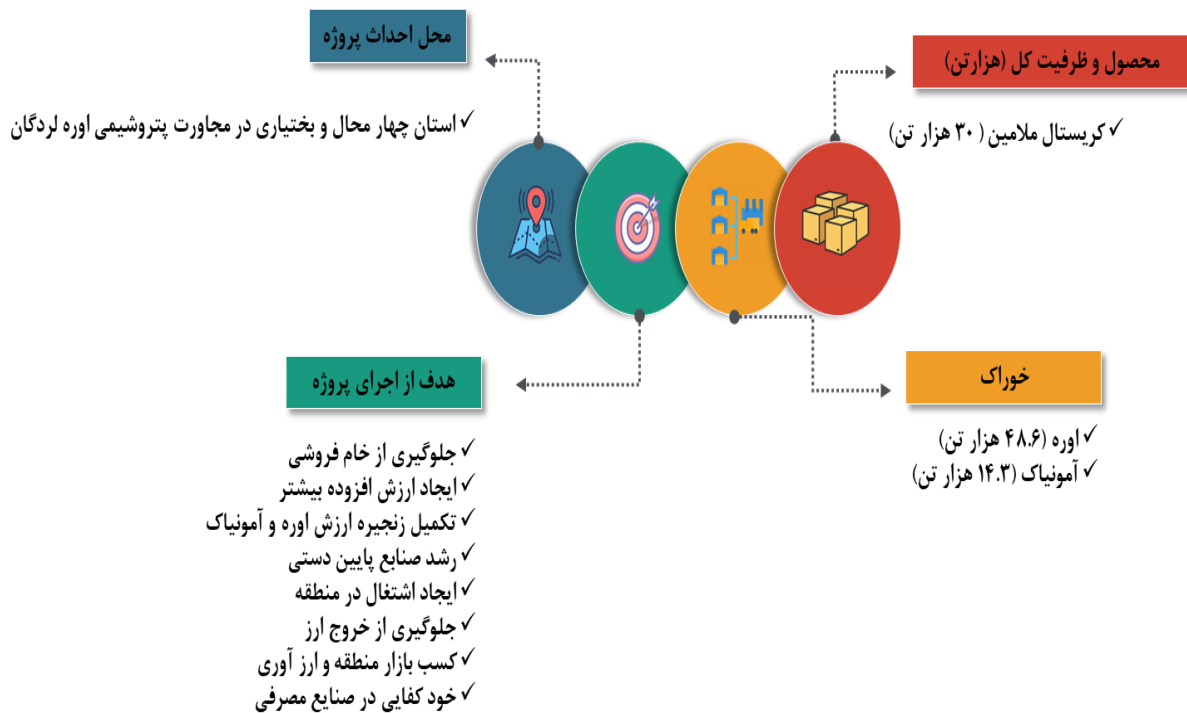 محصول و ظرفیت کل (هزارتن)
✓کریستال ملامین ( ۳۰ هزار تن)
محل احداث پروژه
✓استان چهار محال و بختیاری در مجاورت پتروشیمی اوره لردگان
خوراک
✓اوره (۴۸.۶ هزار تن)
✓آمونیاک (۱۴.۳ هزار تن)
هدف از اجرای پروژه
✓جلوگیری از خام فروشی
✓ایجاد ارزش افزوده بیشتر
✓تکمیل زنجیره ارزش اوره و آمونیاک
✓رشد صنایع پایین دستی
✓ایجاد اشتغال در منطقه
✓جلوگیری از خروج ارز
✓کسب بازار منطقه و ارز آوری
✓خود کفایی در صنایع مصرفی